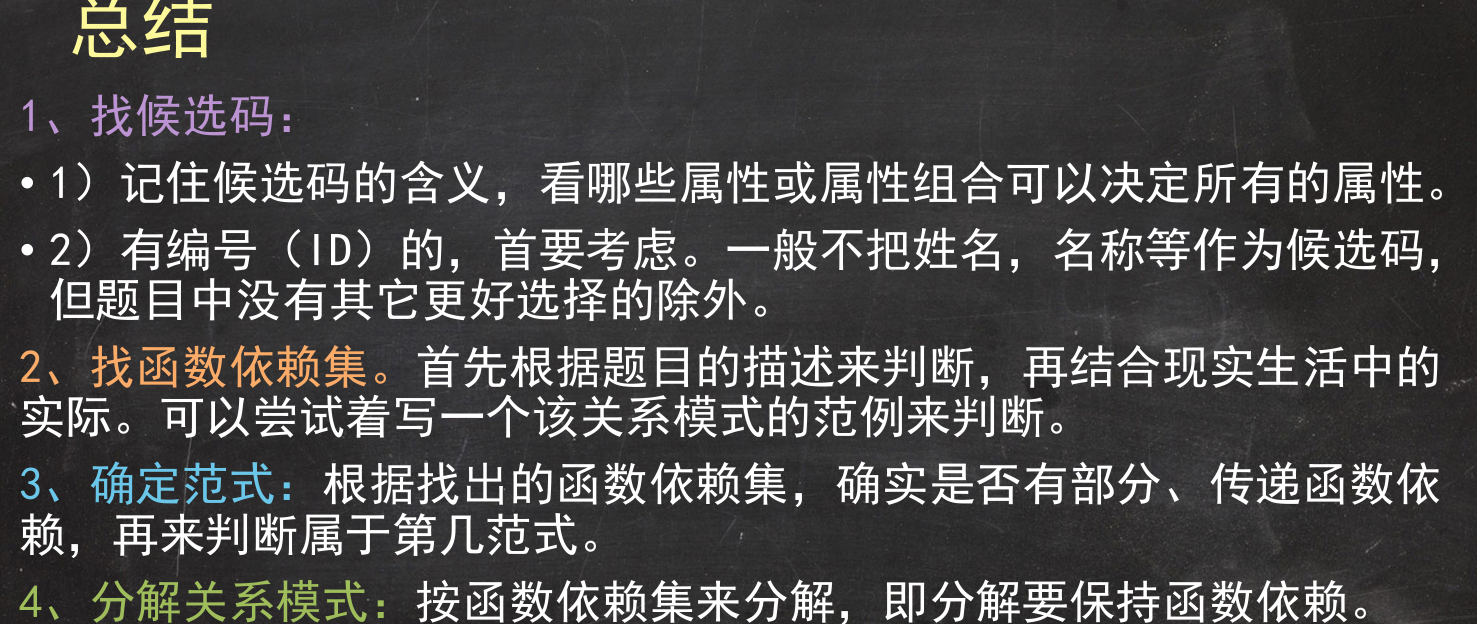 总结
1、找候选码：
• 1）记住候选码的含义，看哪些属性或属性组合可以决定所有的属性。
• 2）有编号（ID）的，首要考虑。一般不把姓名，名称等作为候选码，
但题目中没有其它更好选择的除外。
2、找函数依赖集。首先根据题目的描述来判断，再结合现实生活中的
实际。可以尝试着写一个该关系模式的范例来判断。
3、确定范式：根据找出的函数依赖集，确实是否有部分、传递函数依
赖，再来判断属于第几范式。
4、分解关系模式：按函数依赖集来分解，即分解要保持函数依赖。